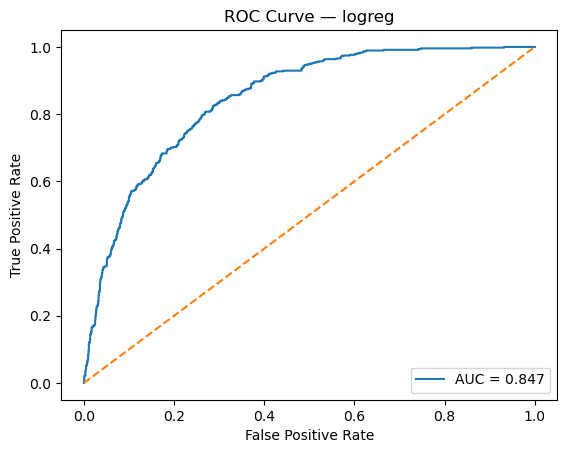 ROC Curve — logreg
True Positive Rate
1.0
0.8
0.6
0.4
0.2
0.0
AUC = 0.847
0.0 0.2 0.4 0.6 0.8 1.0
False Positive Rate